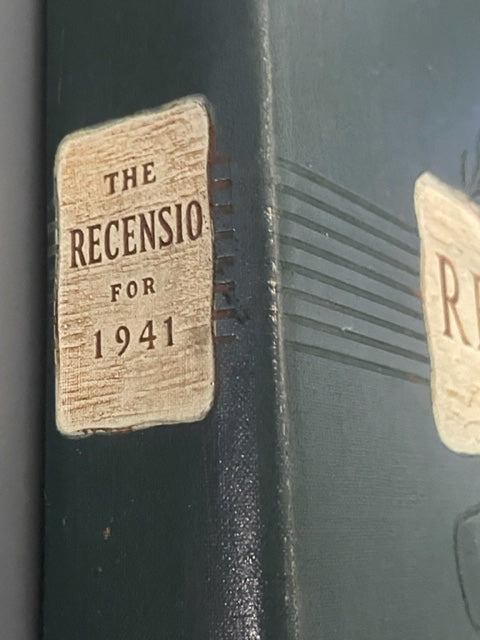 THE
RECENSIO
FOR
1941